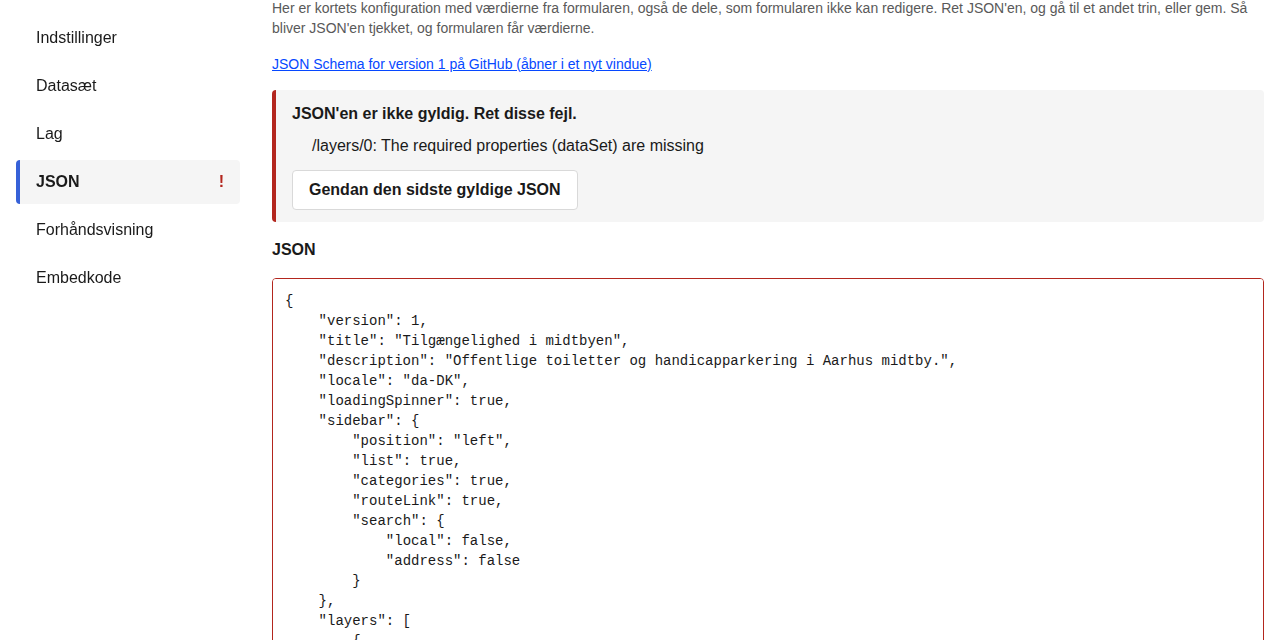 Her er kortets konfiguration med værdierne fra formularen, også de dele, som formularen ikke kan redigere. Ret JSON'en, og gå til et andet trin, eller gem. Så
bliver JSON'en tjekket, og formularen får værdierne.
Indstillinger
Datasæt
Lag
JSON !
Forhåndsvisning
Embedkode
JSON Schema for version 1 på GitHub (åbner i et nyt vindue)
JSON'en er ikke gyldig. Ret disse fejl.
/layers/0: The required properties (dataSet) are missing
Gendan den sidste gyldige JSON
JSON
{
    "version": 1,
    "title": "Tilgængelighed i midtbyen",
    "description": "Offentlige toiletter og handicapparkering i Aarhus midtby.",
    "locale": "da-DK",
    "loadingSpinner": true,
    "sidebar": {
        "position": "left",
        "list": true,
        "categories": true,
        "routeLink": true,
        "search": {
            "local": false,
            "address": false
        }
    },
    "layers": [
        {